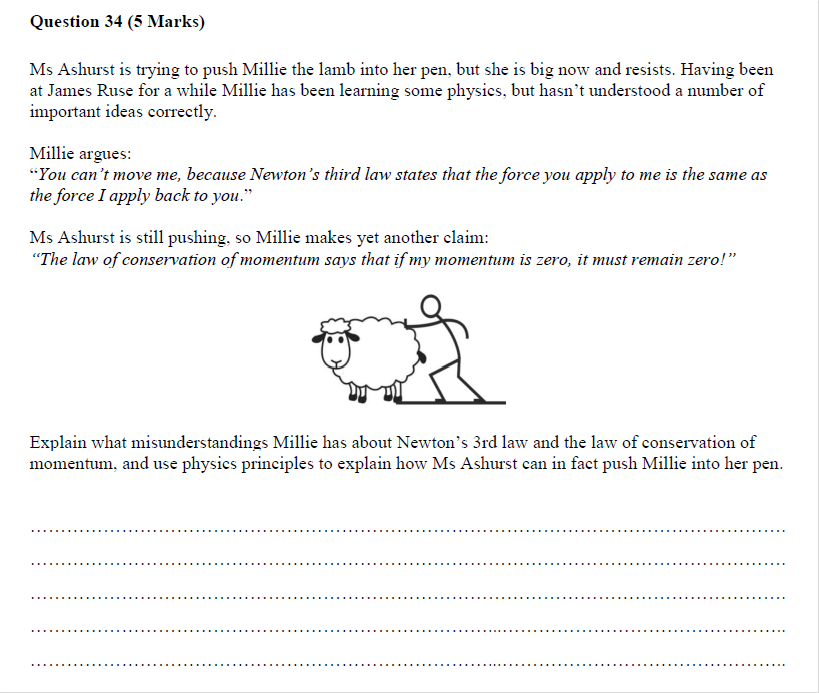 Question 34 (5 Marks)
Ms Ashurst is trying to push Millie the lamb into her pen, but she is big now and resists. Having been
at James Ruse for a while Millie has been learning some physics, but hasn’t understood a number of
important ideas correctly.
Millie argues:
“You can’t move me, because Newton’s third law states that the force you apply to me is the same as
the force I apply back to you.”
Ms Ashurst is still pushing, so Millie makes yet another claim:
“The law of conservation of momentum says that if my momentum is zero, it must remain zero!”
Explain what misunderstandings Millie has about Newton’s 3rd law and the law of conservation of
momentum, and use physics principles to explain how Ms Ashurst can in fact push Millie into her pen.